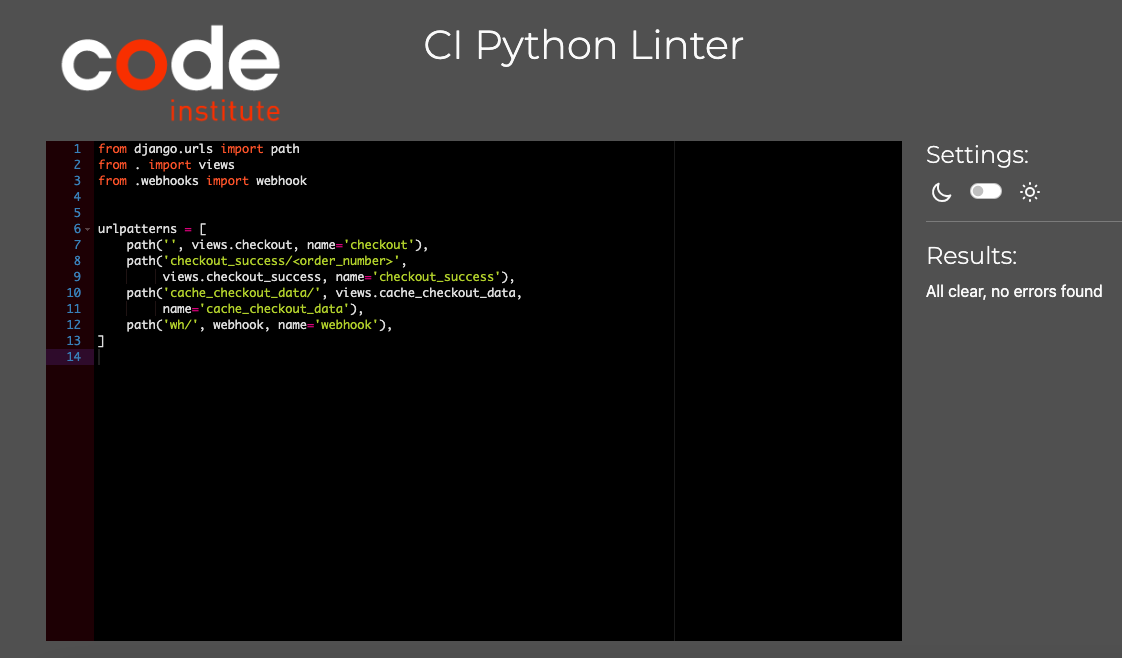 code
institute
CI Python Linter
1 from django.urls import path
2 from . import views
3 from .webhooks import webhook
4
5
6 urlpatterns = [
7     path('', views.checkout, name='checkout'),
8     path('checkout_success/<order_number>',
9          views.checkout_success, name='checkout_success'),
10     path('cache_checkout_data/', views.cache_checkout_data,
11          name='cache_checkout_data'),
12     path('wh/', webhook, name='webhook'),
13 ]
14
Settings:
Results:
All clear, no errors found